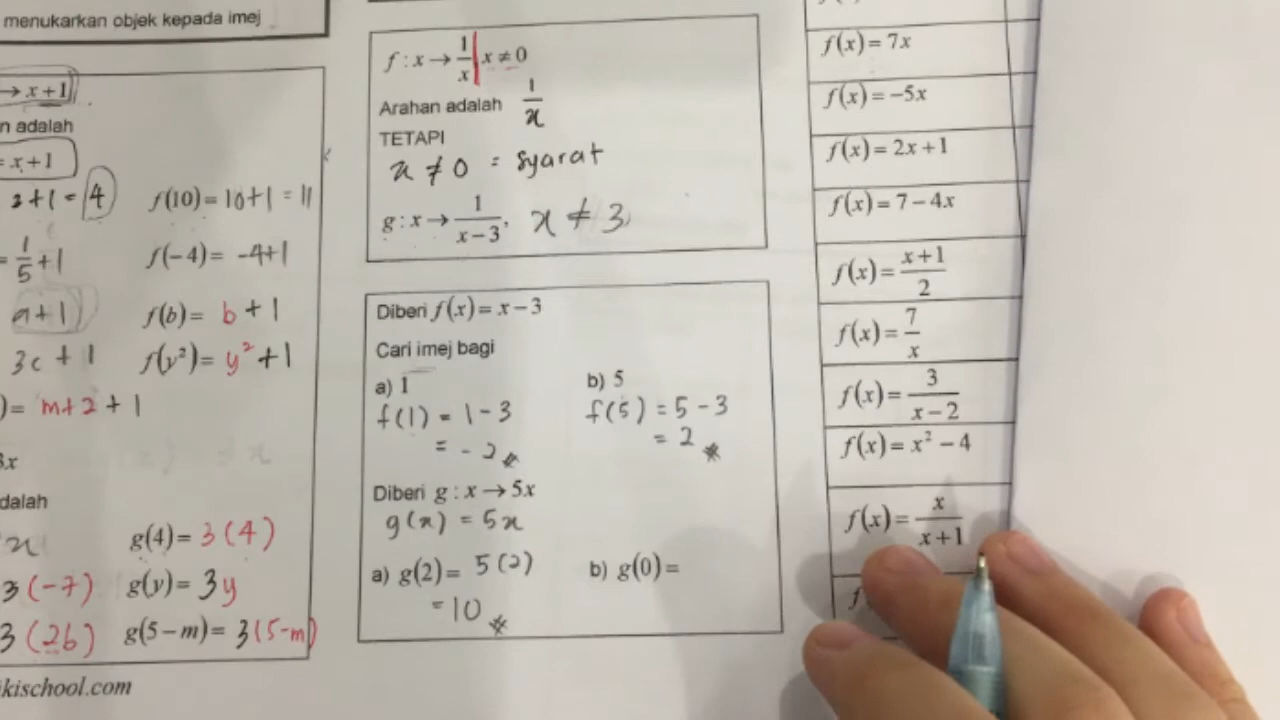 menukarkan objek kepada imej
→ x+1
n adalah
= x+1
3+1 = 4 f(10) = 10+1 = 11
= 1/5 + 1 f(-4) = -4+1
a+1 f(b) = b + 1
3c + 1 f(y²) = y² + 1
) = m+2 + 1
3x
dalah
x g(4) = 3(4)
3(-7) g(y) = 3y
3(2b) g(5-m) = 3(5-m)
kischool.com
f : x → 1/x | x ≠ 0
Arahan adalah 1/x
TETAPI
x ≠ 0 = syarat
g : x → 1/(x-3), x ≠ 3
Diberi f(x) = x-3
Cari imej bagi
a) 1 b) 5
f(1) = 1-3 f(5) = 5-3
= -2 = 2
Diberi g : x → 5x
g(x) = 5x
a) g(2) = 5(2) b) g(0) =
= 10
f(x) = 7x
f(x) = -5x
f(x) = 2x+1
f(x) = 7-4x
f(x) = (x+1)/2
f(x) = 7/x
f(x) = 3/(x-2)
f(x) = x² - 4
f(x) = x/(x+1)
f